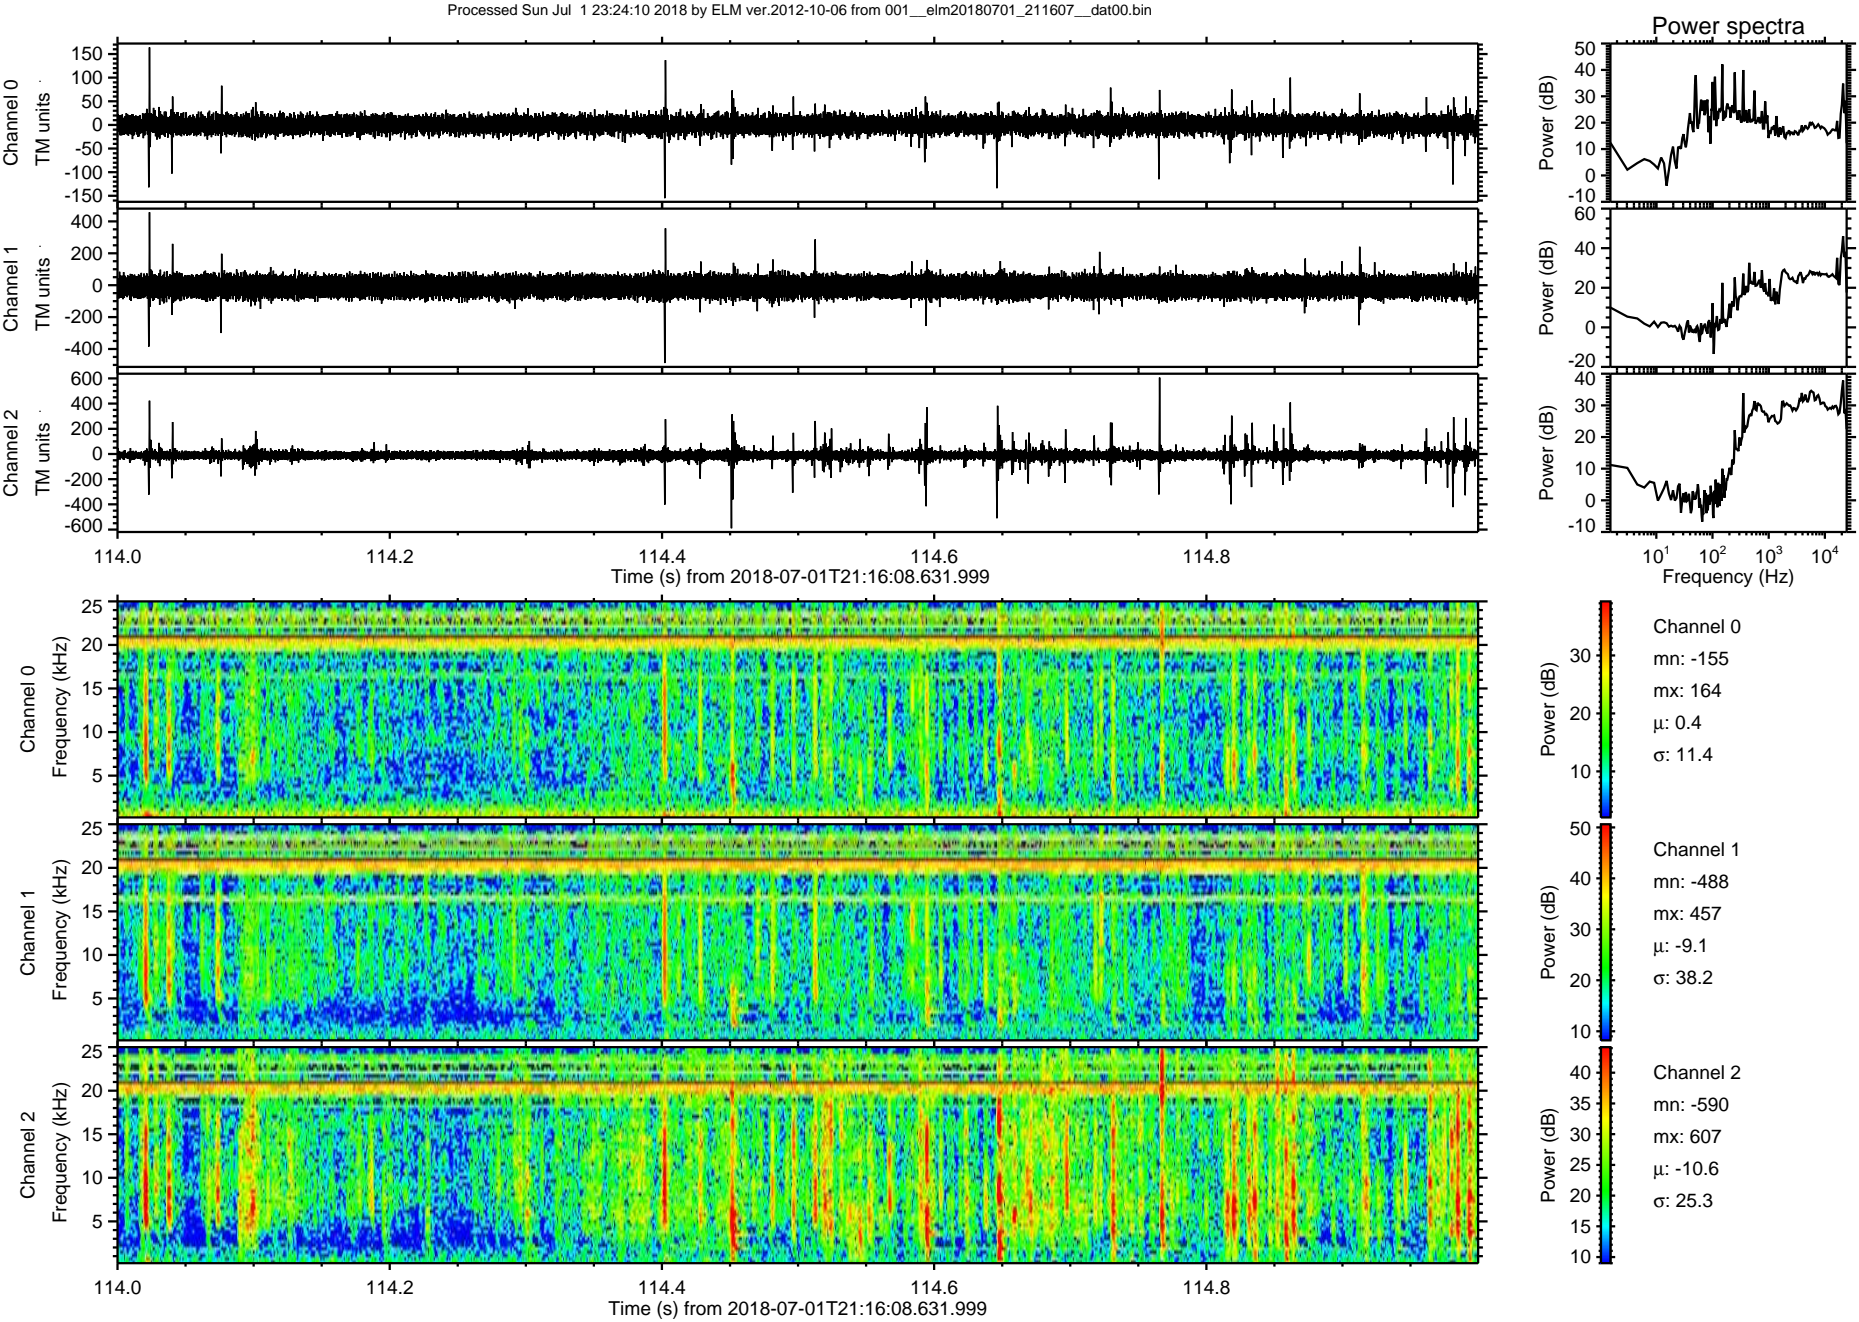 Processed Sun Jul  1 23:24:10 2018 by ELM ver.2012-10-06 from 001__elm20180701_211607__dat00.bin
Power spectra
Channel 0
TM units
150
100
50
0
-50
-100
-150
Power (dB)
50
40
30
20
10
0
-10
Channel 1
TM units
400
200
0
-200
-400
Power (dB)
60
40
20
0
-20
Channel 2
TM units
600
400
200
0
-200
-400
-600
Power (dB)
40
30
20
10
0
-10
114.0 114.2 114.4 114.6 114.8
Time (s) from 2018-07-01T21:16:08.631.999
10^1 10^2 10^3 10^4
Frequency (Hz)
Channel 0
Frequency (kHz)
25
20
15
10
5
Power (dB)
30
20
10
Channel 0
mn: -155
mx: 164
μ: 0.4
σ: 11.4
Channel 1
Frequency (kHz)
25
20
15
10
5
Power (dB)
50
40
30
20
10
Channel 1
mn: -488
mx: 457
μ: -9.1
σ: 38.2
Channel 2
Frequency (kHz)
25
20
15
10
5
Power (dB)
40
35
30
25
20
15
10
Channel 2
mn: -590
mx: 607
μ: -10.6
σ: 25.3
114.0 114.2 114.4 114.6 114.8
Time (s) from 2018-07-01T21:16:08.631.999